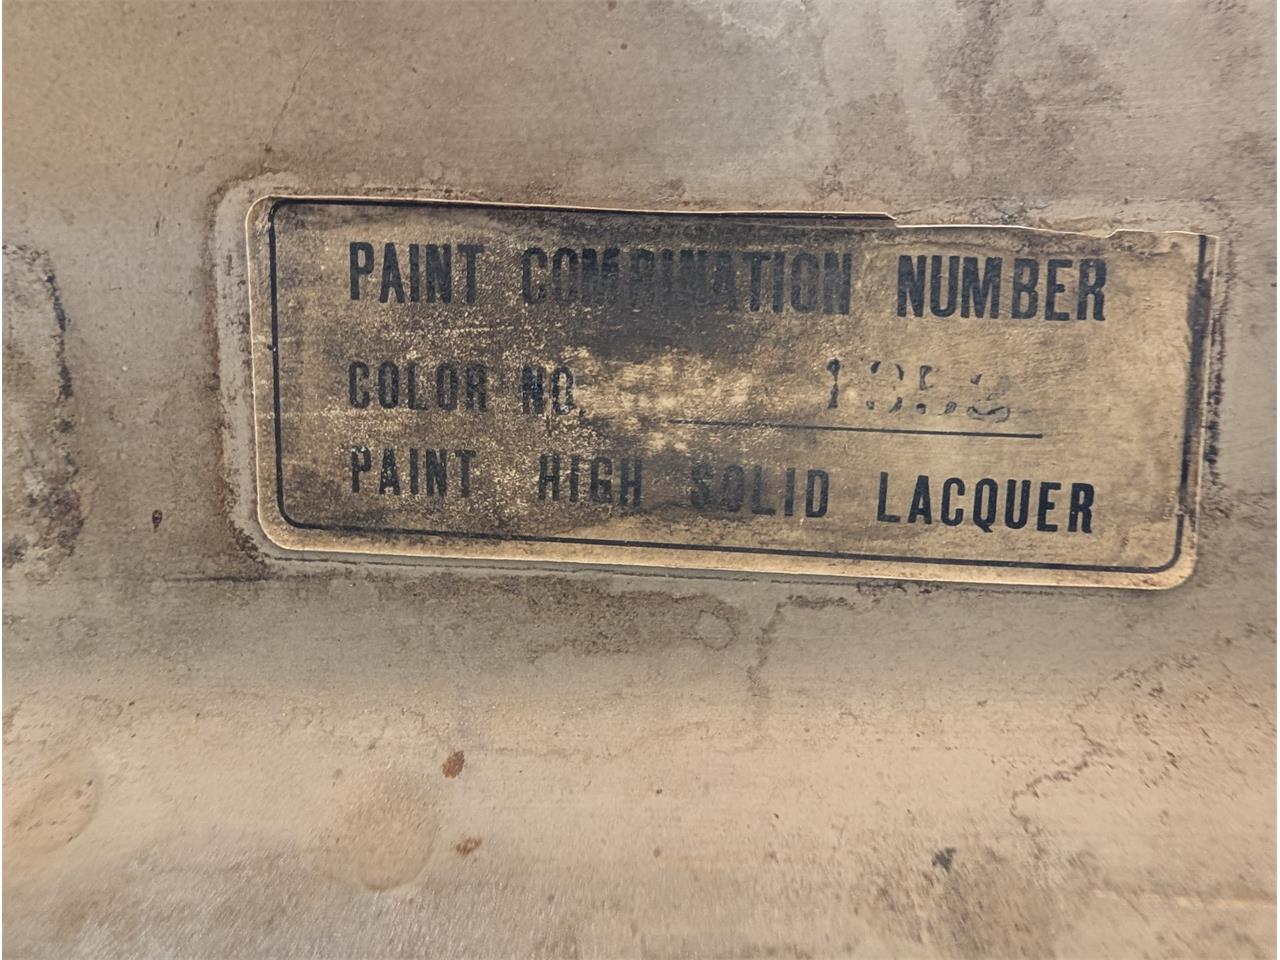 PAINT COMBINATION NUMBER
COLOR NO.
PAINT HIGH SOLID LACQUER